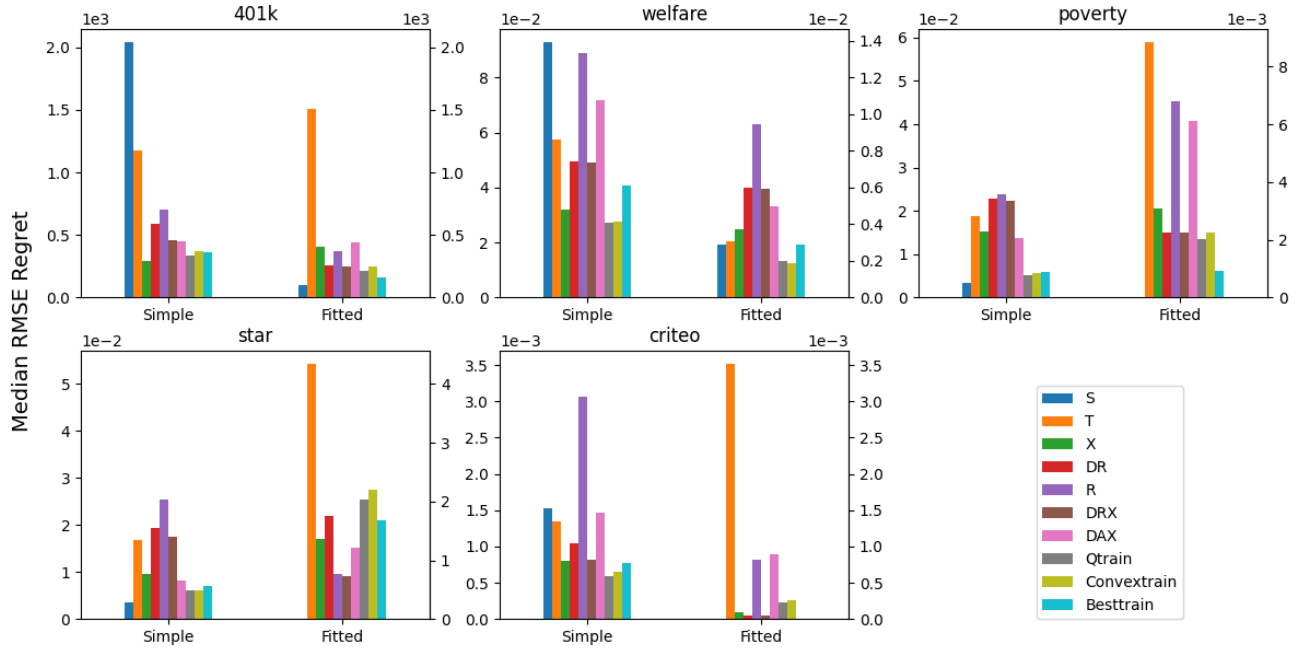 401k
1e3
1e3
2.0
1.5
1.0
0.5
0.0
2.0
1.5
1.0
0.5
0.0
Simple
Fitted
welfare
1e−2
1e−2
8
6
4
2
0
1.4
1.2
1.0
0.8
0.6
0.4
0.2
0.0
Simple
Fitted
poverty
1e−2
1e−3
6
5
4
3
2
1
0
8
6
4
2
0
Simple
Fitted
Median RMSE Regret
star
1e−2
5
4
3
2
1
0
4
3
2
1
0
Simple
Fitted
criteo
1e−3
1e−3
3.5
3.0
2.5
2.0
1.5
1.0
0.5
0.0
3.5
3.0
2.5
2.0
1.5
1.0
0.5
0.0
Simple
Fitted
S
T
X
DR
R
DRX
DAX
Qtrain
Convextrain
Besttrain